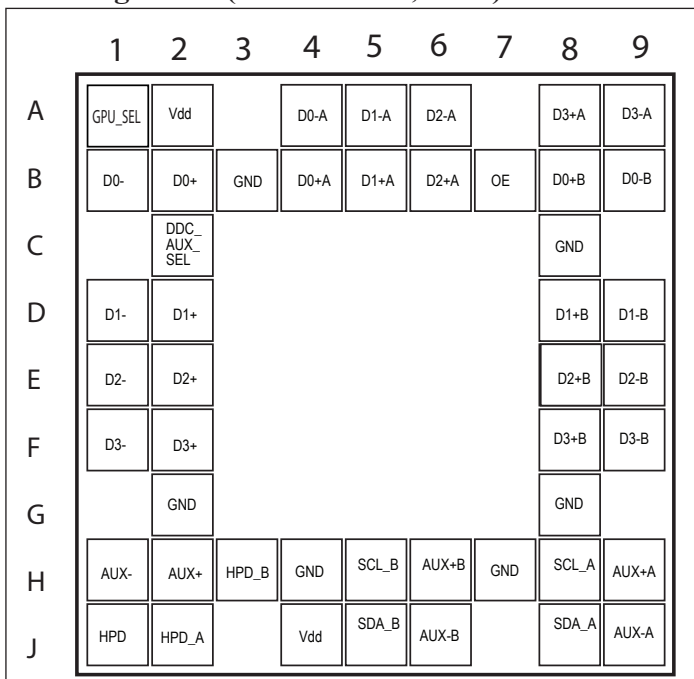 1 2 3 4 5 6 7 8 9
A GPU_SEL Vdd D0-A D1-A D2-A D3+A D3-A
B D0- D0+ GND D0+A D1+A D2+A OE D0+B D0-B
C DDC_ AUX_ SEL GND
D D1- D1+ D1+B D1-B
E D2- D2+ D2+B D2-B
F D3- D3+ D3+B D3-B
G GND GND
H AUX- AUX+ HPD_B GND SCL_B AUX+B GND SCL_A AUX+A
J HPD HPD_A Vdd SDA_B AUX-B SDA_A AUX-A